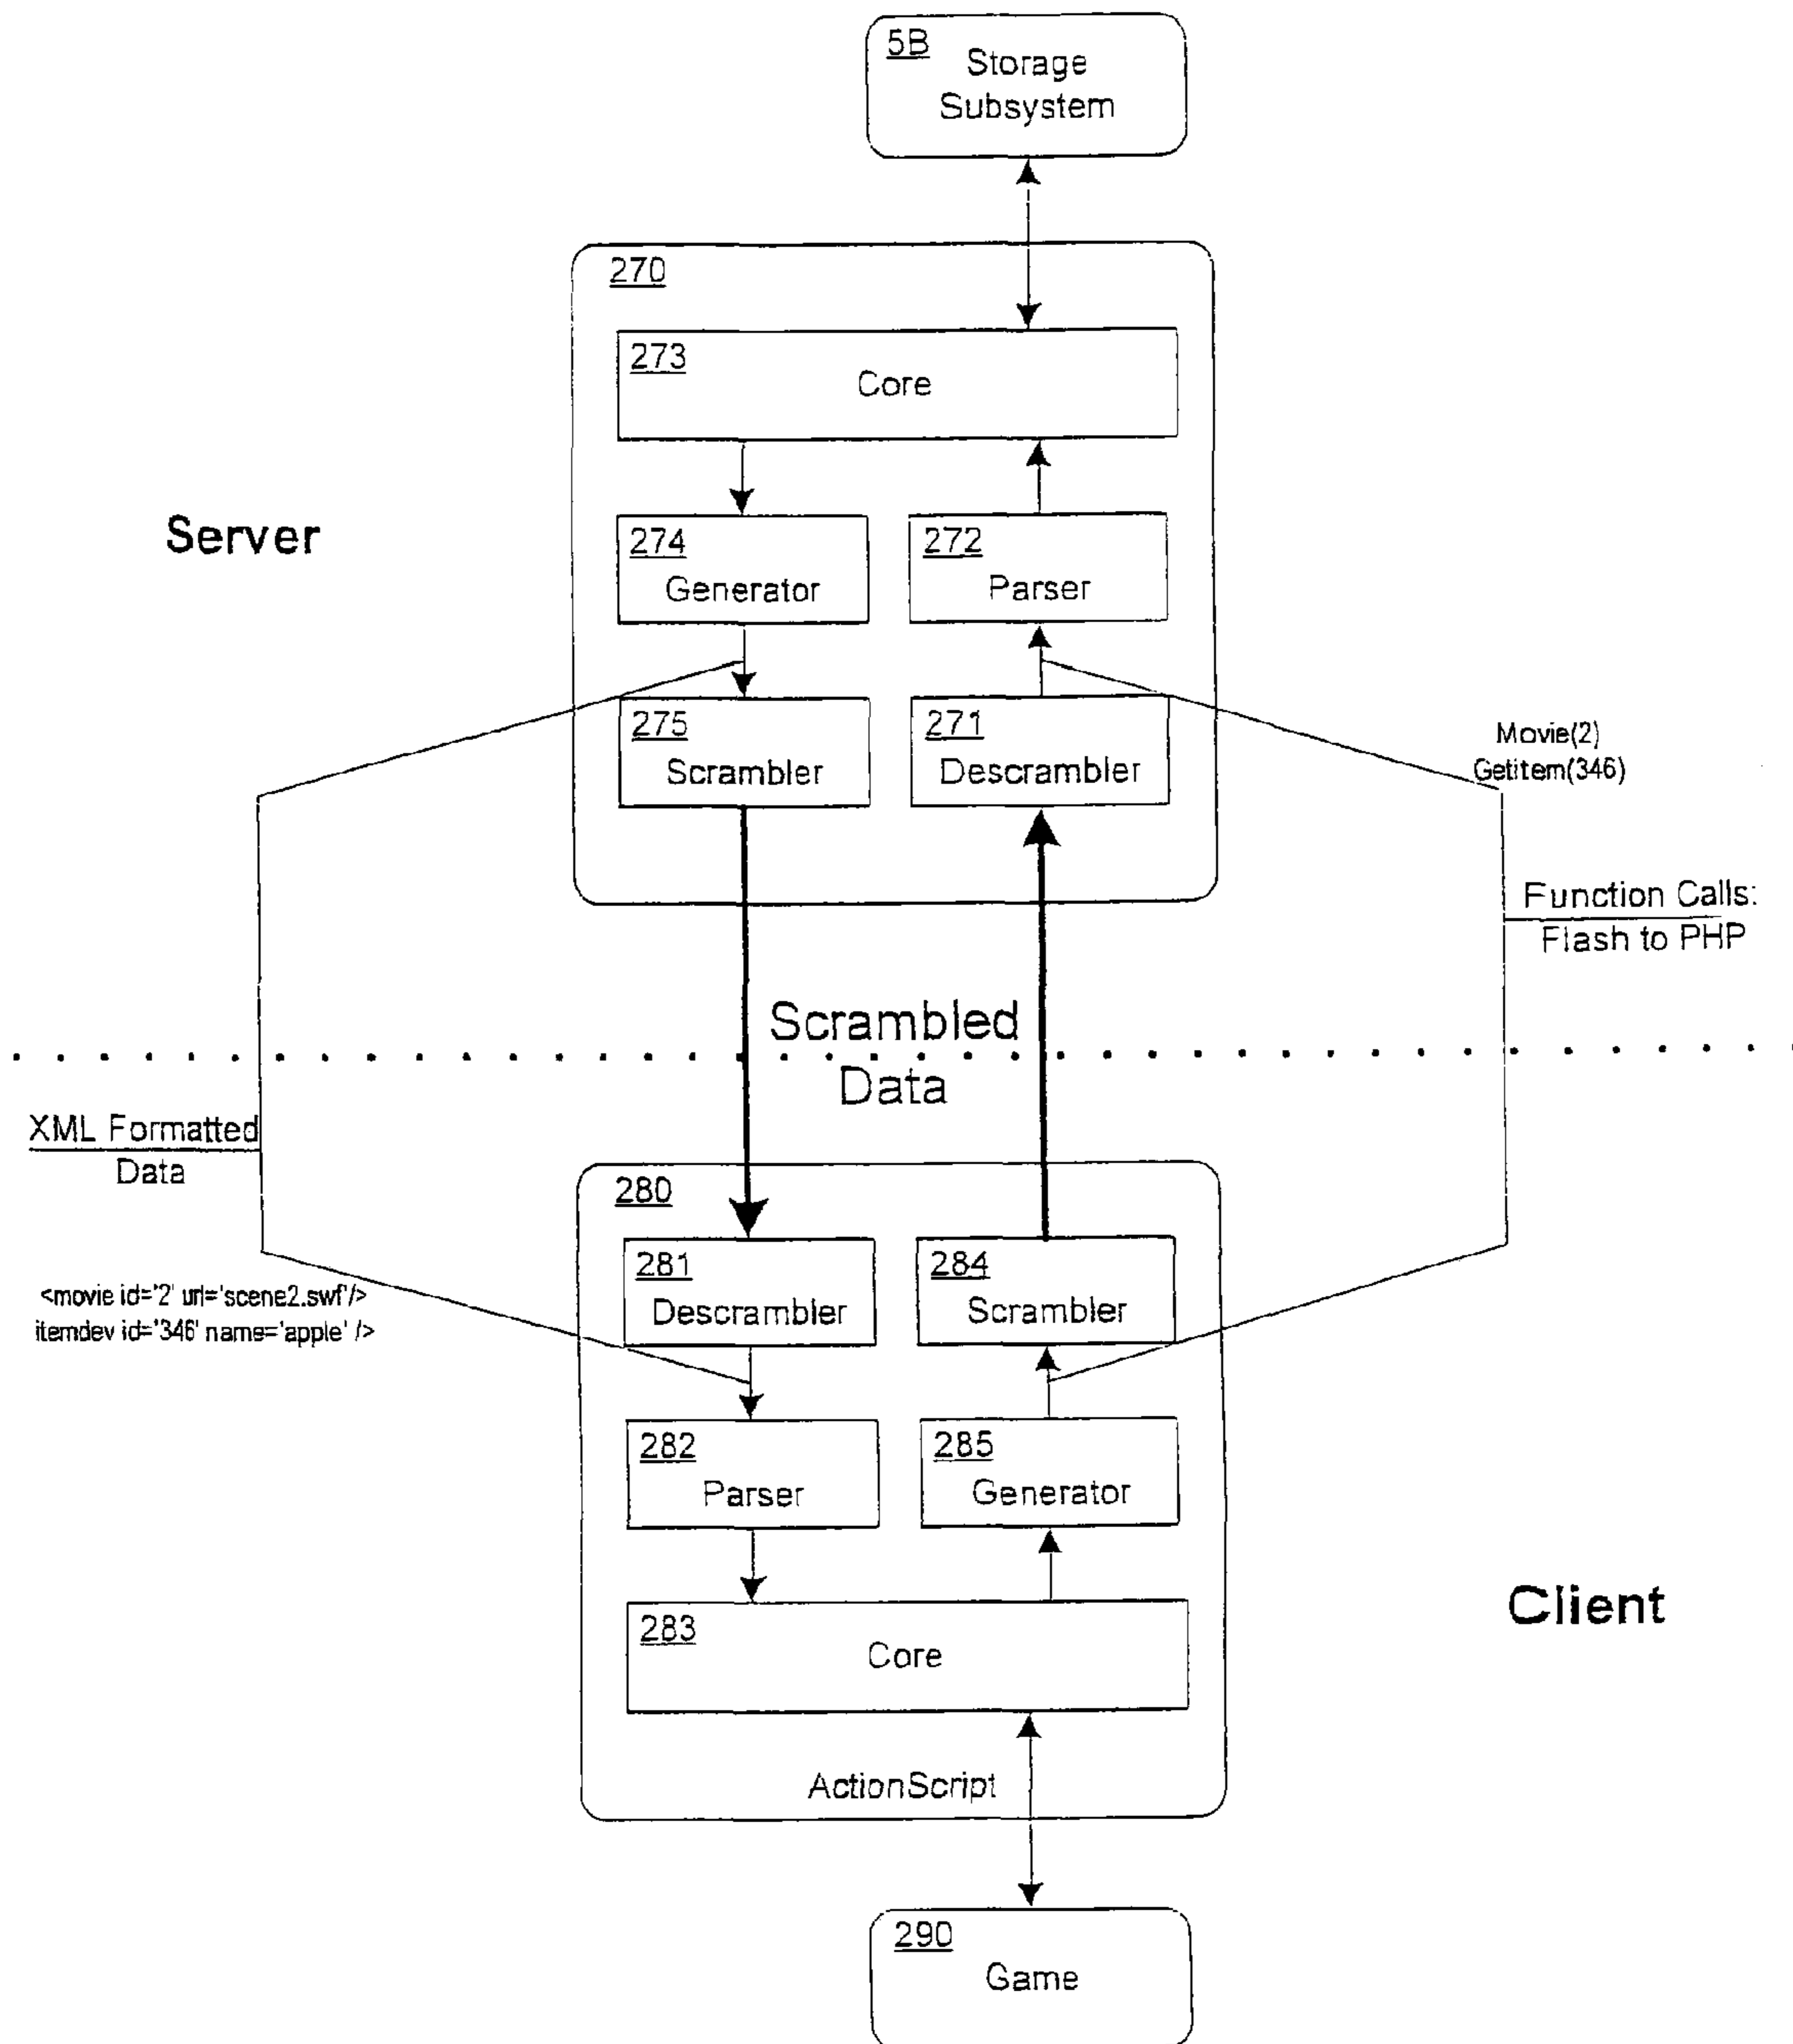 5B
Storage
Subsystem
270
273
Core
Server
274
Generator
272
Parser
275
Scrambler
271
Descrambler
Movie(2)
GetItem(346)
Function Calls:
Flash to PHP
Scrambled
Data
XML Formatted
Data
280
281
Descrambler
284
Scrambler
<movie id='2' url='scene2.swf'/>
itemdev id='346' name='apple' />
282
Parser
285
Generator
Client
283
Core
ActionScript
290
Game